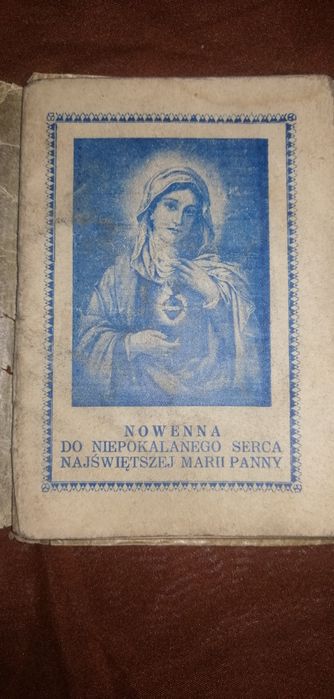 NOWENNA
DO NIEPOKALANEGO SERCA
NAJŚWIĘTSZEJ MARII PANNY